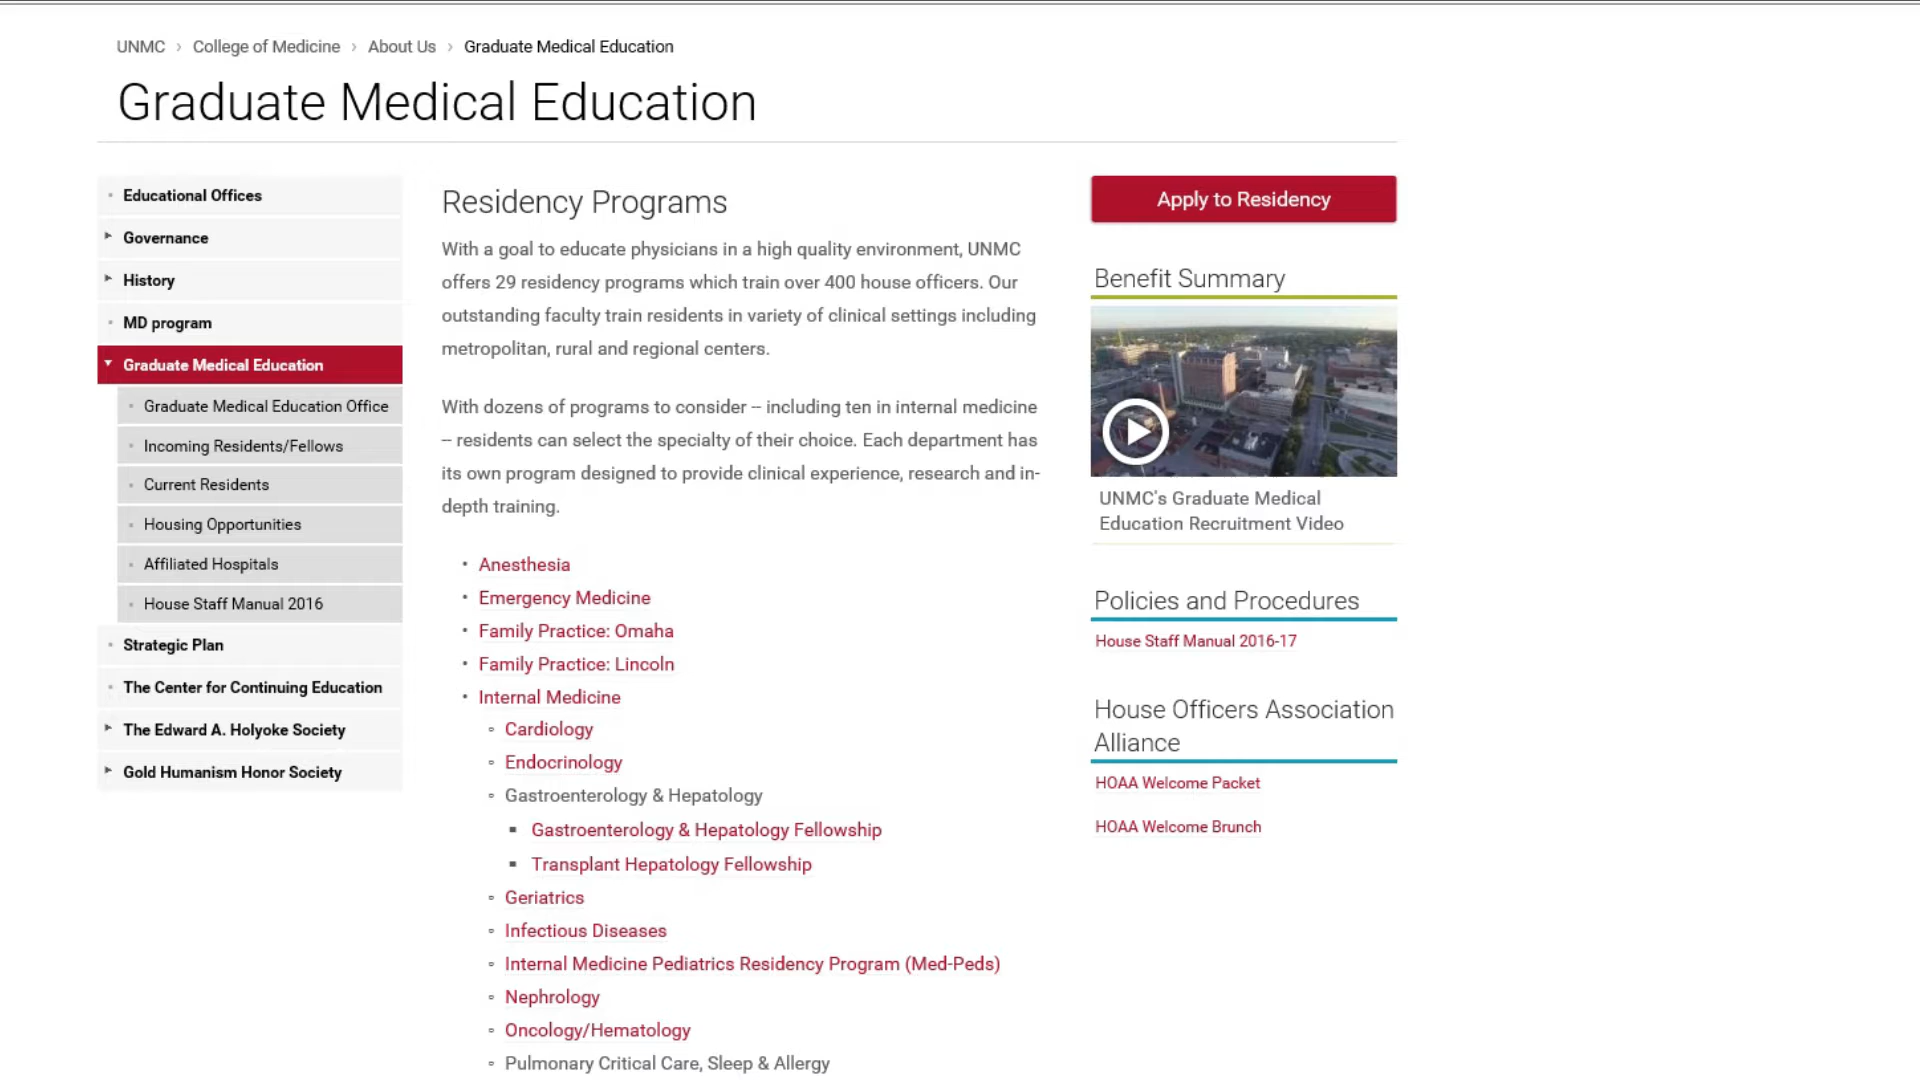 UNMC › College of Medicine › About Us › Graduate Medical Education
Graduate Medical Education
Educational Offices
Governance
History
MD program
Graduate Medical Education
Graduate Medical Education Office
Incoming Residents/Fellows
Current Residents
Housing Opportunities
Affiliated Hospitals
House Staff Manual 2016
Strategic Plan
The Center for Continuing Education
The Edward A. Holyoke Society
Gold Humanism Honor Society
Residency Programs
With a goal to educate physicians in a high quality environment, UNMC
offers 29 residency programs which train over 400 house officers. Our
outstanding faculty train residents in variety of clinical settings including
metropolitan, rural and regional centers.
With dozens of programs to consider -- including ten in internal medicine
-- residents can select the specialty of their choice. Each department has
its own program designed to provide clinical experience, research and in-
depth training.
Anesthesia
Emergency Medicine
Family Practice: Omaha
Family Practice: Lincoln
Internal Medicine
Cardiology
Endocrinology
Gastroenterology & Hepatology
Gastroenterology & Hepatology Fellowship
Transplant Hepatology Fellowship
Geriatrics
Infectious Diseases
Internal Medicine Pediatrics Residency Program (Med-Peds)
Nephrology
Oncology/Hematology
Pulmonary Critical Care, Sleep & Allergy
Apply to Residency
Benefit Summary
UNMC's Graduate Medical
Education Recruitment Video
Policies and Procedures
House Staff Manual 2016-17
House Officers Association
Alliance
HOAA Welcome Packet
HOAA Welcome Brunch